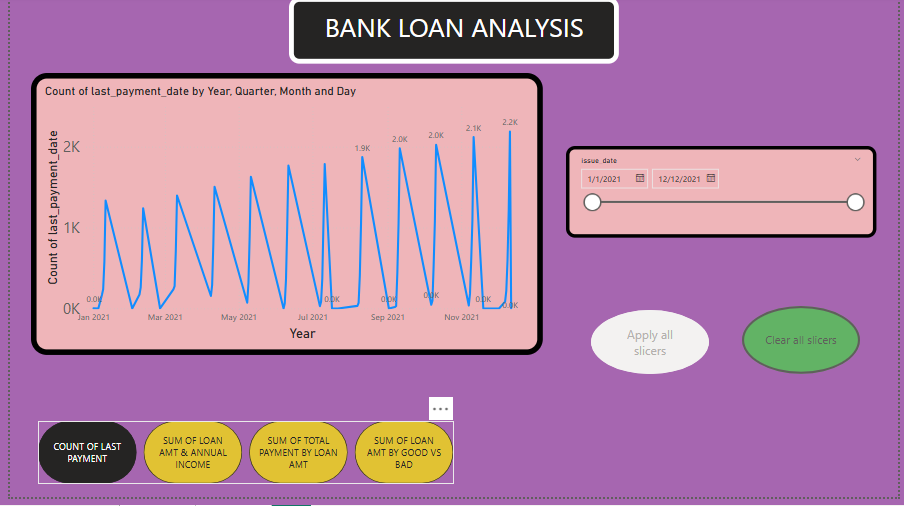 BANK LOAN ANALYSIS
Count of last_payment_date by Year, Quarter, Month and Day
Count of last_payment_date
2K
1K
0K
1.9K
2.0K
2.0K
2.1K
2.2K
0.0K
0.0K
0.0K
0.0K
0.0K
0.0K
Jan 2021
Mar 2021
May 2021
Jul 2021
Sep 2021
Nov 2021
Year
issue_date
1/1/2021
12/12/2021
Apply all
slicers
Clear all slicers
COUNT OF LAST
PAYMENT
SUM OF LOAN
AMT & ANNUAL
INCOME
SUM OF TOTAL
PAYMENT BY LOAN
AMT
SUM OF LOAN
AMT BY GOOD VS
BAD